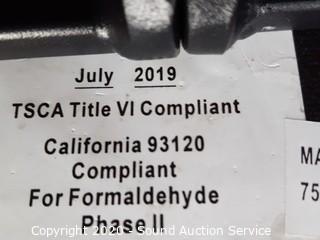 July 2019
TSCA Title VI Compliant
California 93120
Compliant
For Formaldehyde
Phase II
MA
75
Copyright 2020 - Sound Auction Service